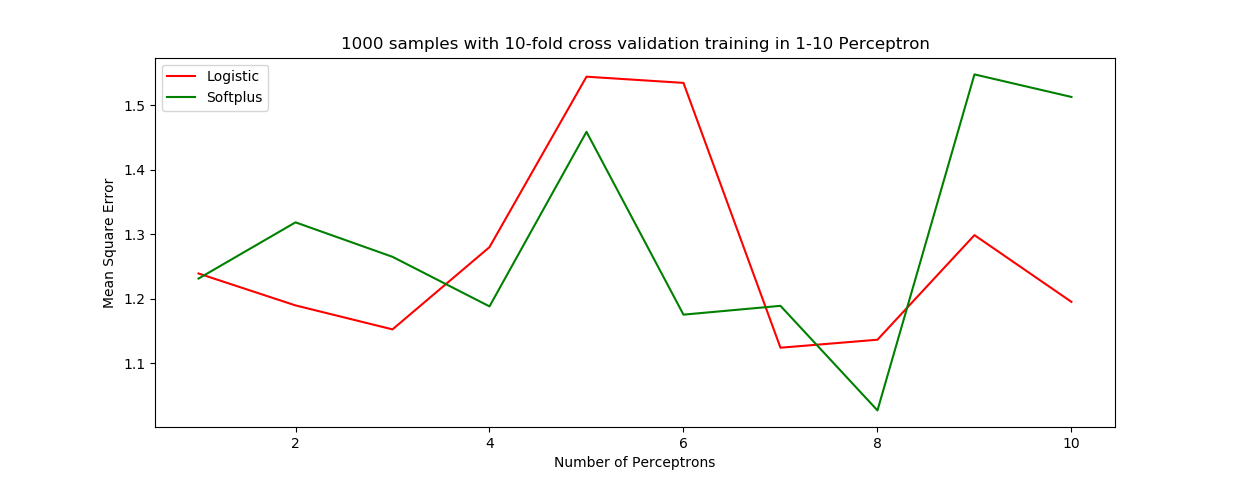 1000 samples with 10-fold cross validation training in 1-10 Perceptron
Logistic
Softplus
Mean Square Error
1.5
1.4
1.3
1.2
1.1
2 4 6 8 10
Number of Perceptrons